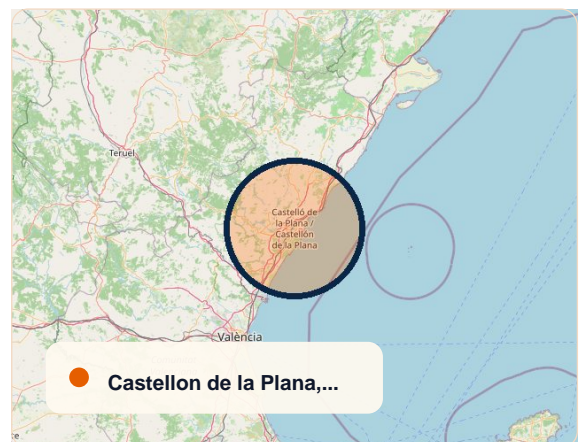 Teruel
Castelló de
la Plana /
Castellón
de la Plana
València
Castellon de la Plana,...